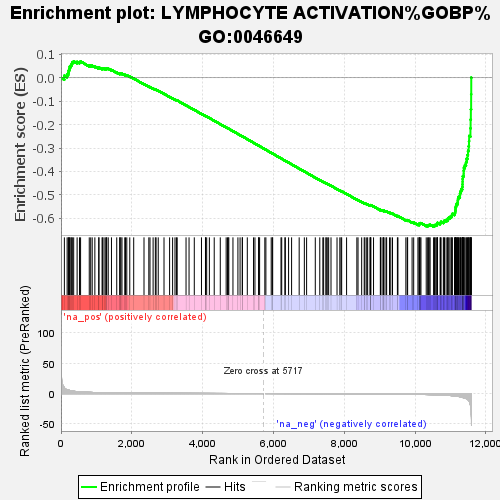 Enrichment plot: LYMPHOCYTE ACTIVATION%GOBP%
GO:0046649
Enrichment score (ES)
0.1
0.0
-0.1
-0.2
-0.3
-0.4
-0.5
-0.6
'na_pos' (positively correlated)
Ranked list metric (PreRanked)
100
50
0
-50
Zero cross at 5717
'na_neg' (negatively correlated)
0
2,000
4,000
6,000
8,000
10,000
12,000
Rank in Ordered Dataset
Enrichment profile
Hits
Ranking metric scores